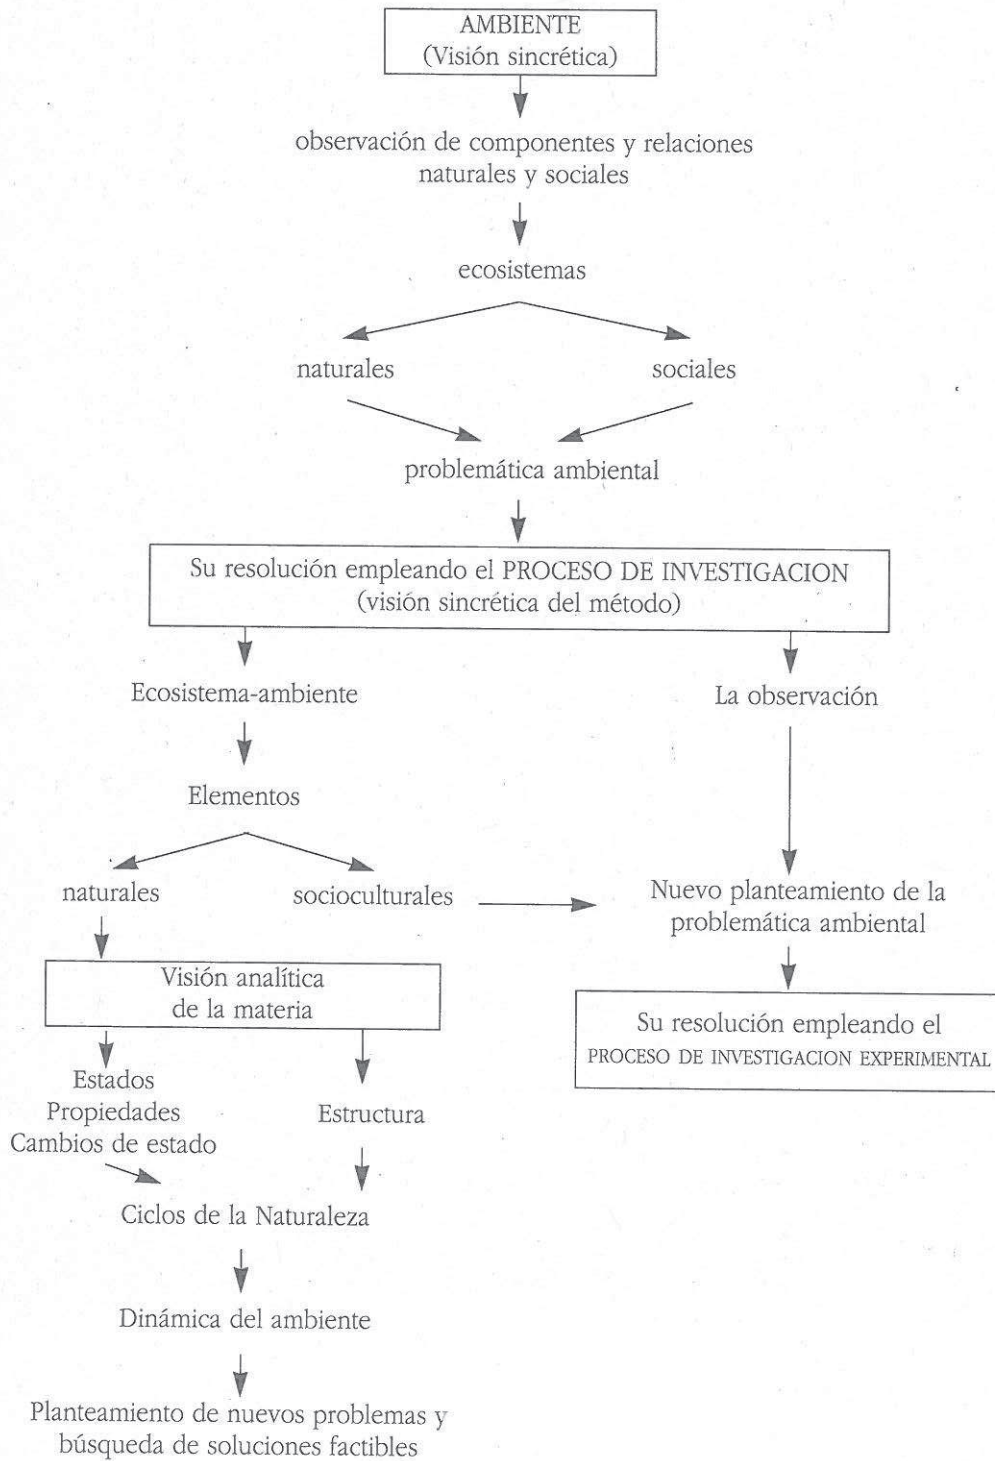 AMBIENTE
(Visión sincrética)
observación de componentes y relaciones
naturales y sociales
ecosistemas
naturales
sociales
problemática ambiental
Su resolución empleando el PROCESO DE INVESTIGACION
(visión sincrética del método)
Ecosistema-ambiente
La observación
Elementos
naturales
socioculturales
Nuevo planteamiento de la
problemática ambiental
Visión analítica
de la materia
Su resolución empleando el
PROCESO DE INVESTIGACION EXPERIMENTAL
Estados
Propiedades
Cambios de estado
Estructura
Ciclos de la Naturaleza
Dinámica del ambiente
Planteamiento de nuevos problemas y
búsqueda de soluciones factibles